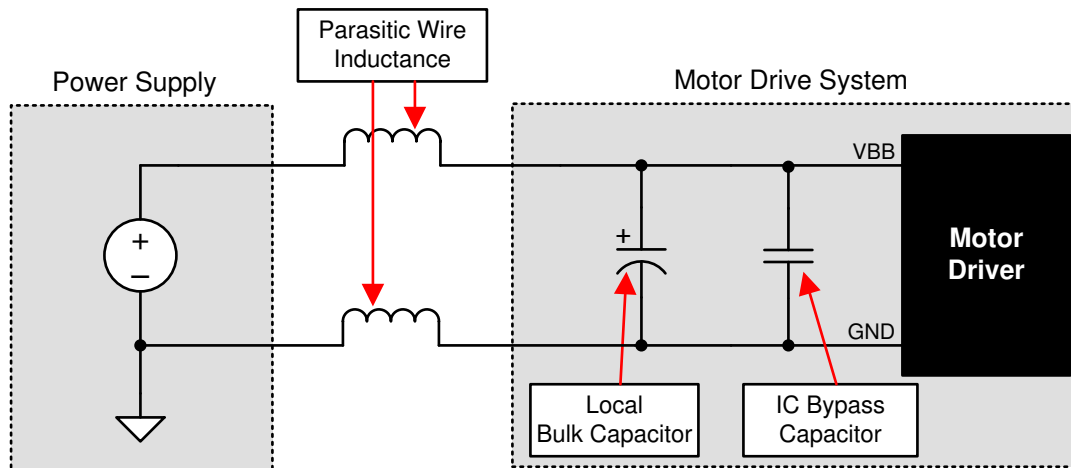 Parasitic Wire
Inductance
Power Supply
Motor Drive System
VBB
+
–
+
Motor
Driver
GND
Local
Bulk Capacitor
IC Bypass
Capacitor